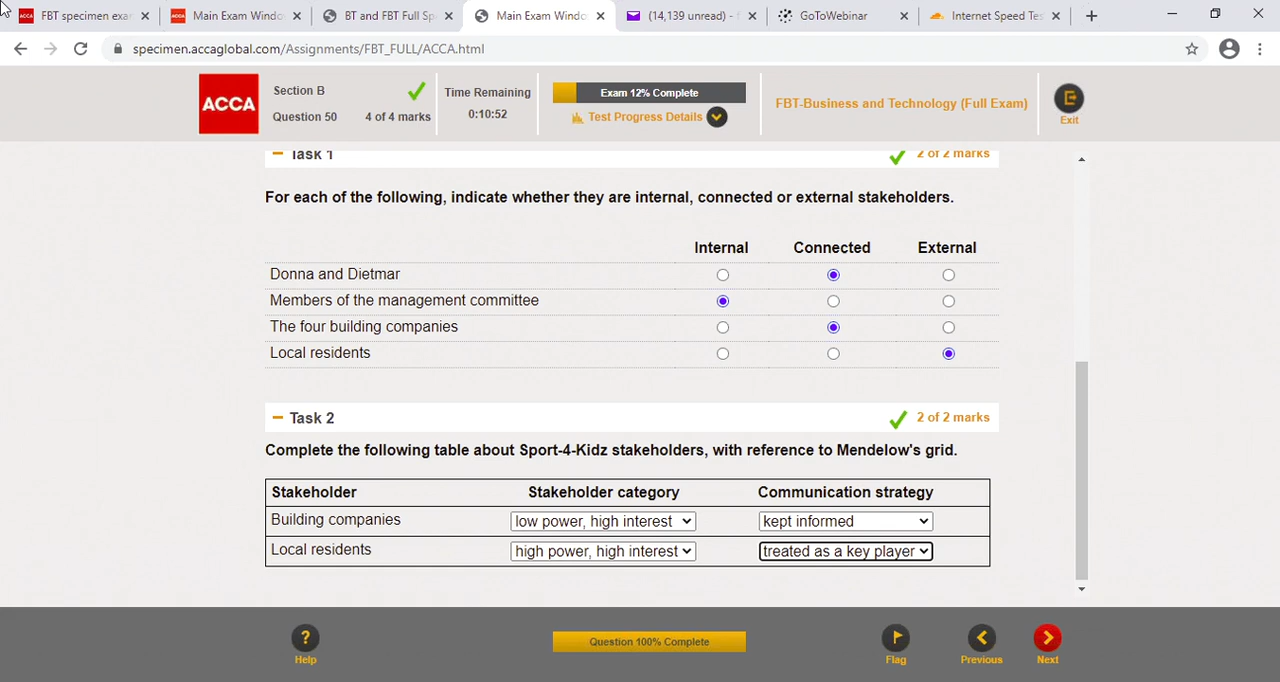 FBT specimen exa
Main Exam Windo
BT and FBT Full Sp
Main Exam Windo
(14,139 unread) - f
GoToWebinar
Internet Speed Tes
specimen.accaglobal.com/Assignments/FBT_FULL/ACCA.html
ACCA
Section B
Question 50
4 of 4 marks
Time Remaining
0:10:52
Exam 12% Complete
Test Progress Details
FBT-Business and Technology (Full Exam)
Exit
Task 1
2 of 2 marks
For each of the following, indicate whether they are internal, connected or external stakeholders.
Internal Connected External
Donna and Dietmar
Members of the management committee
The four building companies
Local residents
Task 2
2 of 2 marks
Complete the following table about Sport-4-Kidz stakeholders, with reference to Mendelow's grid.
Stakeholder Stakeholder category Communication strategy
Building companies low power, high interest kept informed
Local residents high power, high interest treated as a key player
? 
Help
Question 100% Complete
Flag
Previous
Next